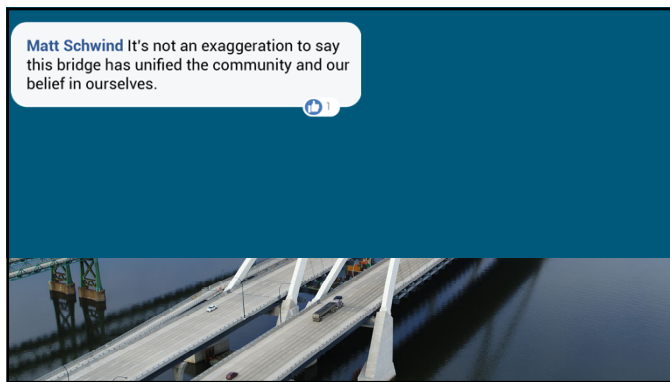 Matt Schwind It's not an exaggeration to say
this bridge has unified the community and our
belief in ourselves.
1